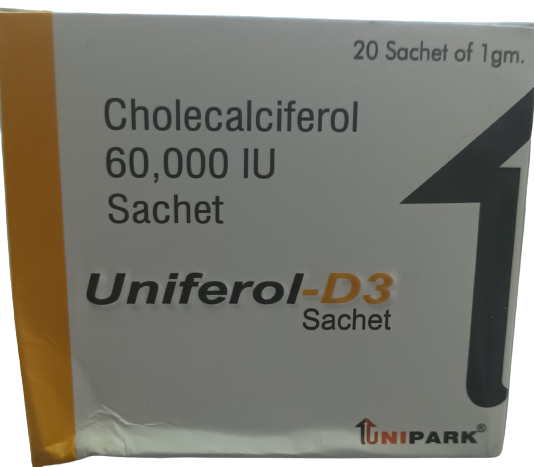 20 Sachet of 1gm.
Cholecalciferol
60,000 IU
Sachet
Uniferol-D3
Sachet
UNIPARK®